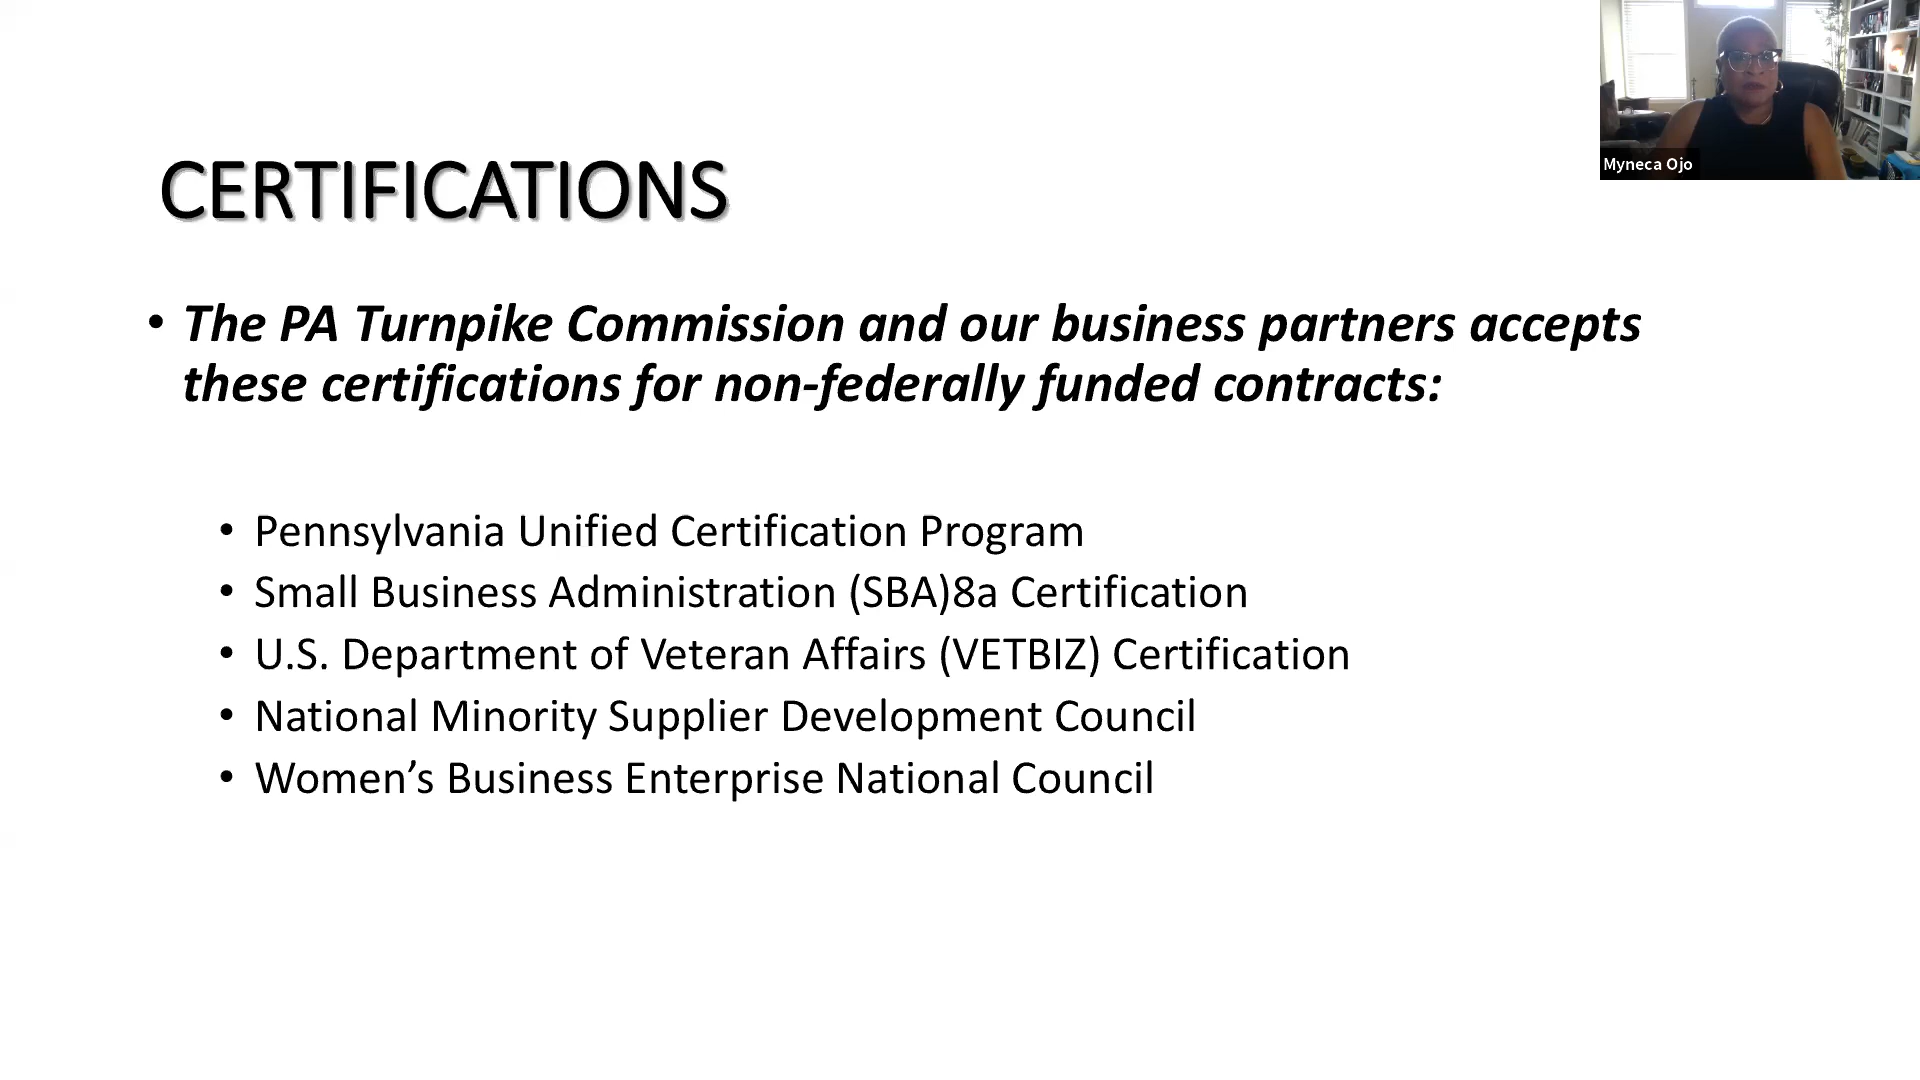 Myneca Ojo
CERTIFICATIONS
• The PA Turnpike Commission and our business partners accepts
these certifications for non-federally funded contracts:
• Pennsylvania Unified Certification Program
• Small Business Administration (SBA)8a Certification
• U.S. Department of Veteran Affairs (VETBIZ) Certification
• National Minority Supplier Development Council
• Women’s Business Enterprise National Council